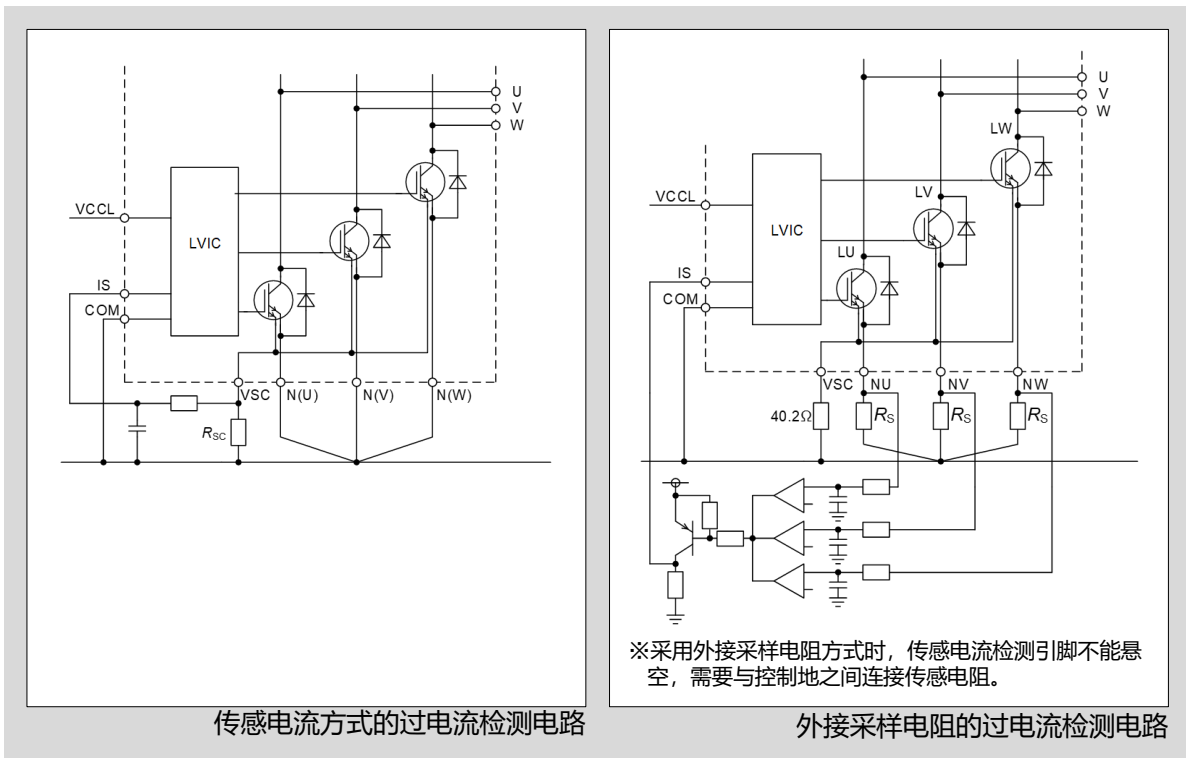 U
V
W
VCCL
LVIC
IS
COM
VSC
N(U)
N(V)
N(W)
RSC
传感电流方式的过电流检测电路
U
V
W
LW
VCCL
LV
LVIC
LU
IS
COM
VSC
NU
NV
NW
40.2Ω
RS
RS
RS
※采用外接采样电阻方式时，传感电流检测引脚不能悬
空，需要与控制地之间连接传感电阻。
外接采样电阻的过电流检测电路